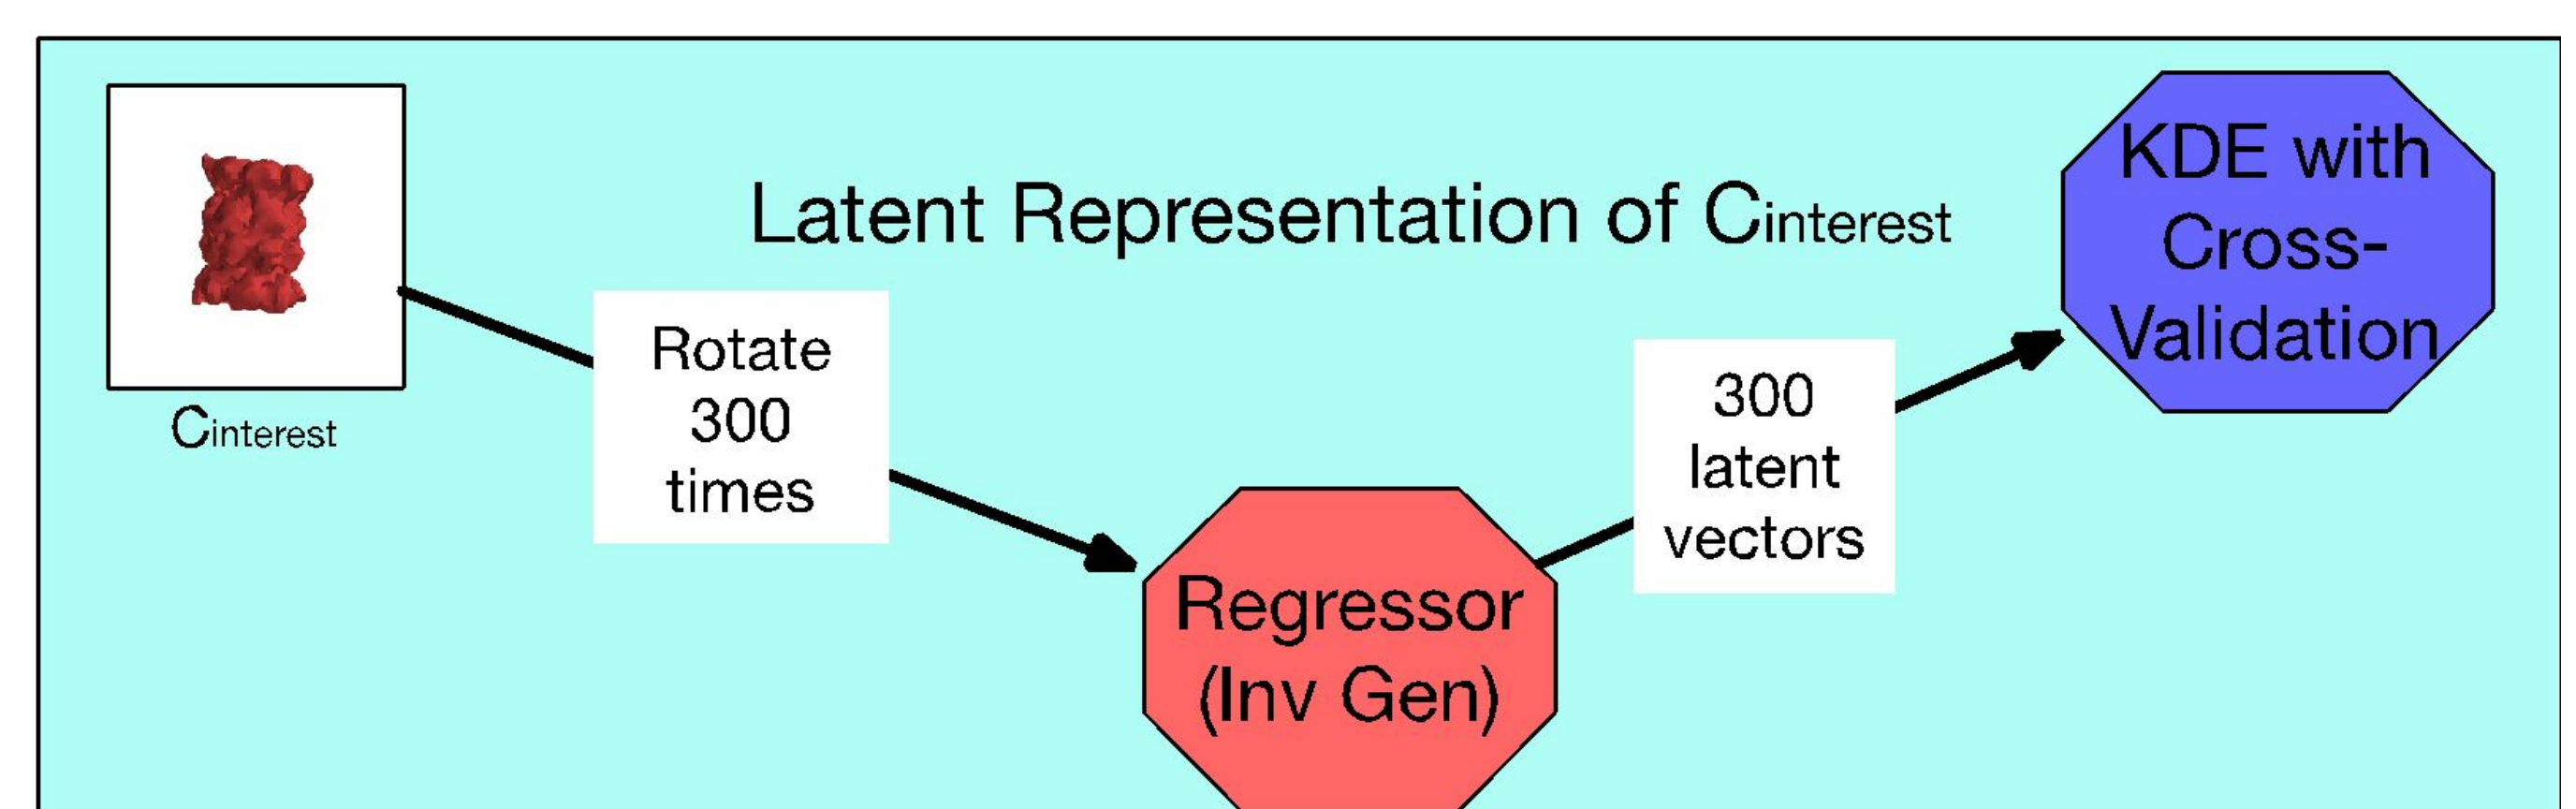 Latent Representation of Cinterest
Cinterest
Rotate
300
times
Regressor
(Inv Gen)
300
latent
vectors
KDE with
Cross-
Validation